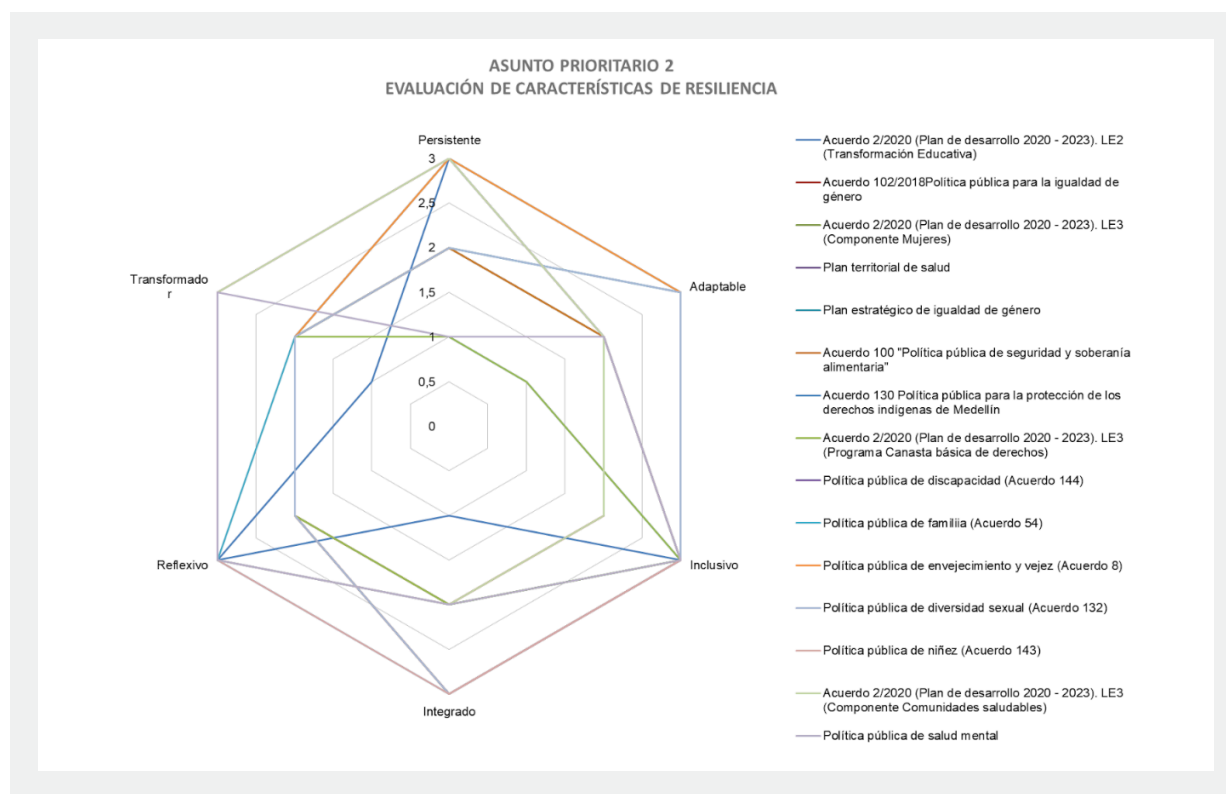 ASUNTO PRIORITARIO 2
EVALUACIÓN DE CARACTERÍSTICAS DE RESILIENCIA
Persistente
3
2,5
2
1,5
1
0,5
0
Adaptable
Inclusivo
Integrado
Reflexivo
Transformado
r
Acuerdo 2/2020 (Plan de desarrollo 2020 - 2023). LE2
(Transformación Educativa)
Acuerdo 102/2018Política pública para la igualdad de
género
Acuerdo 2/2020 (Plan de desarrollo 2020 - 2023). LE3
(Componente Mujeres)
Plan territorial de salud
Plan estratégico de igualdad de género
Acuerdo 100 "Política pública de seguridad y soberanía
alimentaria"
Acuerdo 130 Política pública para la protección de los
derechos indígenas de Medellín
Acuerdo 2/2020 (Plan de desarrollo 2020 - 2023). LE3
(Programa Canasta básica de derechos)
Política pública de discapacidad (Acuerdo 144)
Política pública de familiia (Acuerdo 54)
Política pública de envejecimiento y vejez (Acuerdo 8)
Política pública de diversidad sexual (Acuerdo 132)
Política pública de niñez (Acuerdo 143)
Acuerdo 2/2020 (Plan de desarrollo 2020 - 2023). LE3
(Componente Comunidades saludables)
Política pública de salud mental